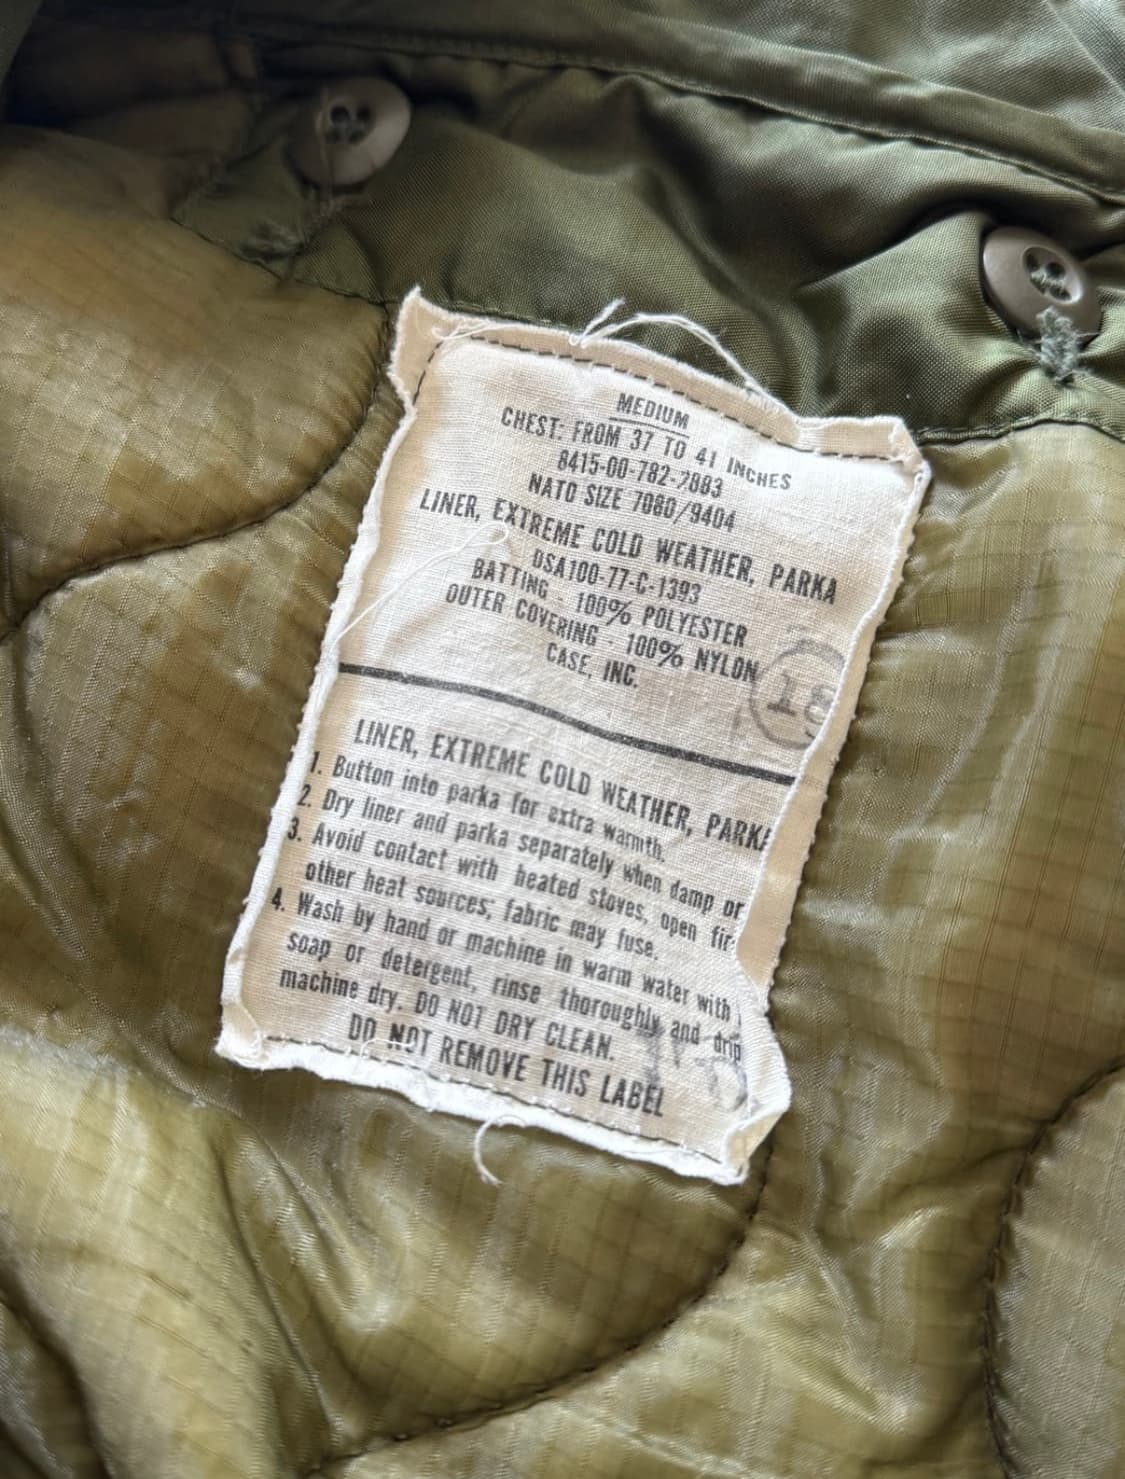 MEDIUM
CHEST: FROM 37 TO 41 INCHES
8415-00-782-2883
NATO SIZE 7080/9404
LINER, EXTREME COLD WEATHER, PARKA
DSA100-77-C-1393
BATTING - 100% POLYESTER
OUTER COVERING - 100% NYLON
CASE, INC.
18
LINER, EXTREME COLD WEATHER, PARKA
1. Button into parka for extra warmth.
2. Dry liner and parka separately when damp or
3. Avoid contact with heated stoves, open fir
other heat sources; fabric may fuse.
4. Wash by hand or machine in warm water with
soap or detergent, rinse thoroughly and drip
machine dry. DO NOT DRY CLEAN.
DO NOT REMOVE THIS LABEL